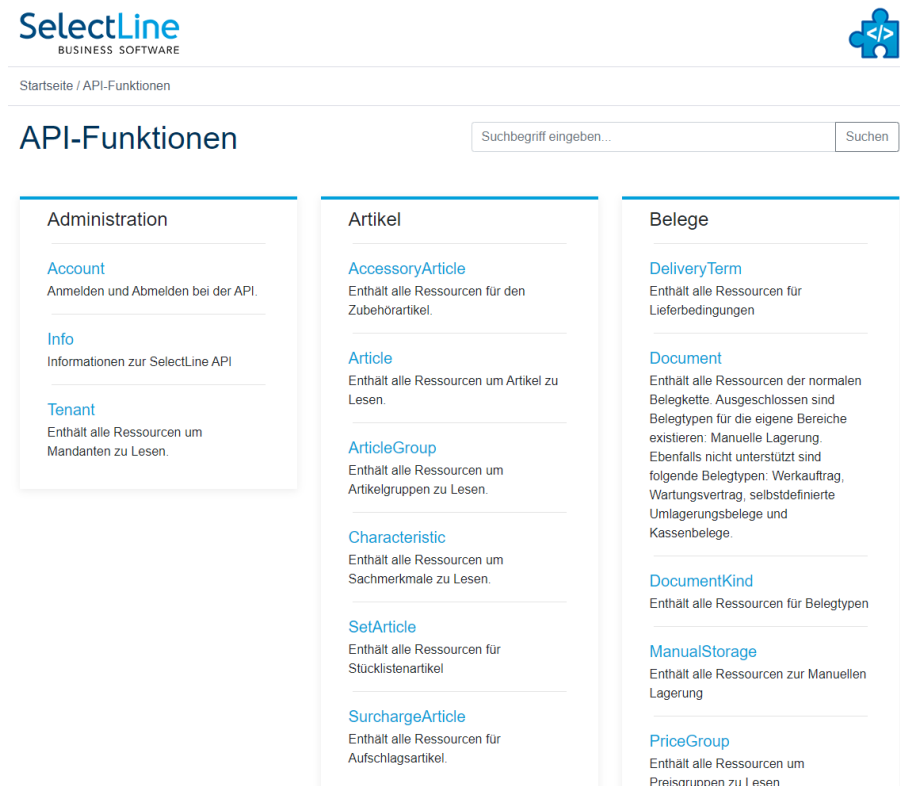 SelectLine
BUSINESS SOFTWARE
</>
Startseite / API-Funktionen
API-Funktionen
Suchbegriff eingeben...
Suchen
Administration
Account
Anmelden und Abmelden bei der API.
Info
Informationen zur SelectLine API
Tenant
Enthält alle Ressourcen um
Mandanten zu Lesen.
Artikel
AccessoryArticle
Enthält alle Ressourcen für den
Zubehörartikel.
Article
Enthält alle Ressourcen um Artikel zu
Lesen.
ArticleGroup
Enthält alle Ressourcen um
Artikelgruppen zu Lesen.
Characteristic
Enthält alle Ressourcen um
Sachmerkmale zu Lesen.
SetArticle
Enthält alle Ressourcen für
Stücklistenartikel
SurchargeArticle
Enthält alle Ressourcen für
Aufschlagsartikel.
Belege
DeliveryTerm
Enthält alle Ressourcen für
Lieferbedingungen
Document
Enthält alle Ressourcen der normalen
Belegkette. Ausgeschlossen sind
Belegtypen für die eigene Bereiche
existieren: Manuelle Lagerung.
Ebenfalls nicht unterstützt sind
folgende Belegtypen: Werkauftrag,
Wartungsvertrag, selbstdefinierte
Umlagerungsbelege und
Kassenbelege.
DocumentKind
Enthält alle Ressourcen für Belegtypen
ManualStorage
Enthält alle Ressourcen zur Manuellen
Lagerung
PriceGroup
Enthält alle Ressourcen um
Preisgruppen zu Lesen